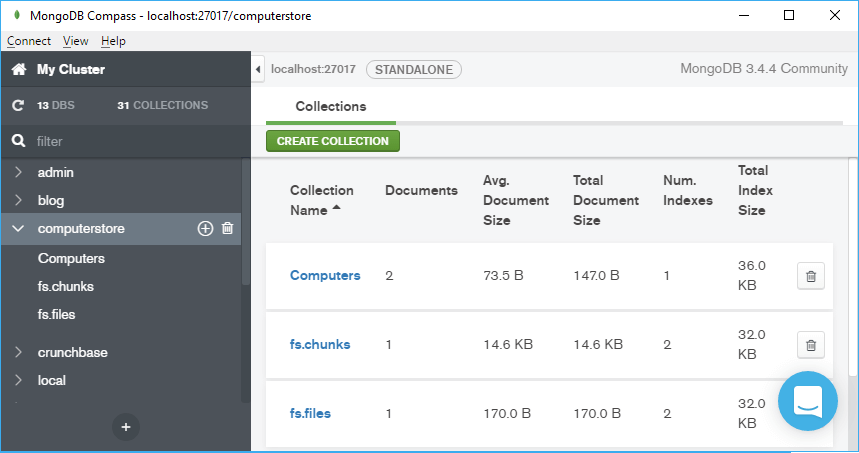 MongoDB Compass - localhost:27017/computerstore
Connect View Help
My Cluster
localhost:27017 STANDALONE MongoDB 3.4.4 Community
13 DBS 31 COLLECTIONS
Collections
filter
CREATE COLLECTION
admin
blog
computerstore
Computers
fs.chunks
fs.files
crunchbase
local
Collection Name Documents Avg. Document Size Total Document Size Num. Indexes Total Index Size
Computers 2 73.5 B 147.0 B 1 36.0 KB
fs.chunks 1 14.6 KB 14.6 KB 2 32.0 KB
fs.files 1 170.0 B 170.0 B 2 32.0 KB